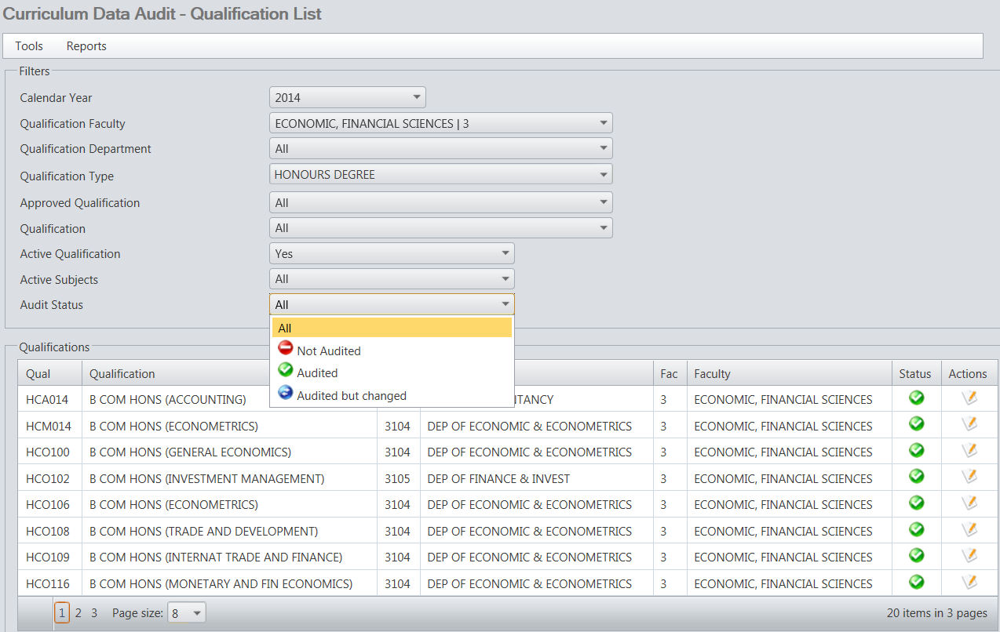 Curriculum Data Audit - Qualification List
Tools Reports
Filters
Calendar Year 2014
Qualification Faculty ECONOMIC, FINANCIAL SCIENCES | 3
Qualification Department All
Qualification Type HONOURS DEGREE
Approved Qualification All
Qualification All
Active Qualification Yes
Active Subjects All
Audit Status All
All
Not Audited
Audited
Audited but changed
Qualifications
Qual Qualification Fac Faculty Status Actions
HCA014 B COM HONS (ACCOUNTING) NTANCY 3 ECONOMIC, FINANCIAL SCIENCES
HCM014 B COM HONS (ECONOMETRICS) 3104 DEP OF ECONOMIC & ECONOMETRICS 3 ECONOMIC, FINANCIAL SCIENCES
HCO100 B COM HONS (GENERAL ECONOMICS) 3104 DEP OF ECONOMIC & ECONOMETRICS 3 ECONOMIC, FINANCIAL SCIENCES
HCO102 B COM HONS (INVESTMENT MANAGEMENT) 3105 DEP OF FINANCE & INVEST 3 ECONOMIC, FINANCIAL SCIENCES
HCO106 B COM HONS (ECONOMETRICS) 3104 DEP OF ECONOMIC & ECONOMETRICS 3 ECONOMIC, FINANCIAL SCIENCES
HCO108 B COM HONS (TRADE AND DEVELOPMENT) 3104 DEP OF ECONOMIC & ECONOMETRICS 3 ECONOMIC, FINANCIAL SCIENCES
HCO109 B COM HONS (INTERNAT TRADE AND FINANCE) 3104 DEP OF ECONOMIC & ECONOMETRICS 3 ECONOMIC, FINANCIAL SCIENCES
HCO116 B COM HONS (MONETARY AND FIN ECONOMICS) 3104 DEP OF ECONOMIC & ECONOMETRICS 3 ECONOMIC, FINANCIAL SCIENCES
1 2 3 Page size: 8 20 items in 3 pages